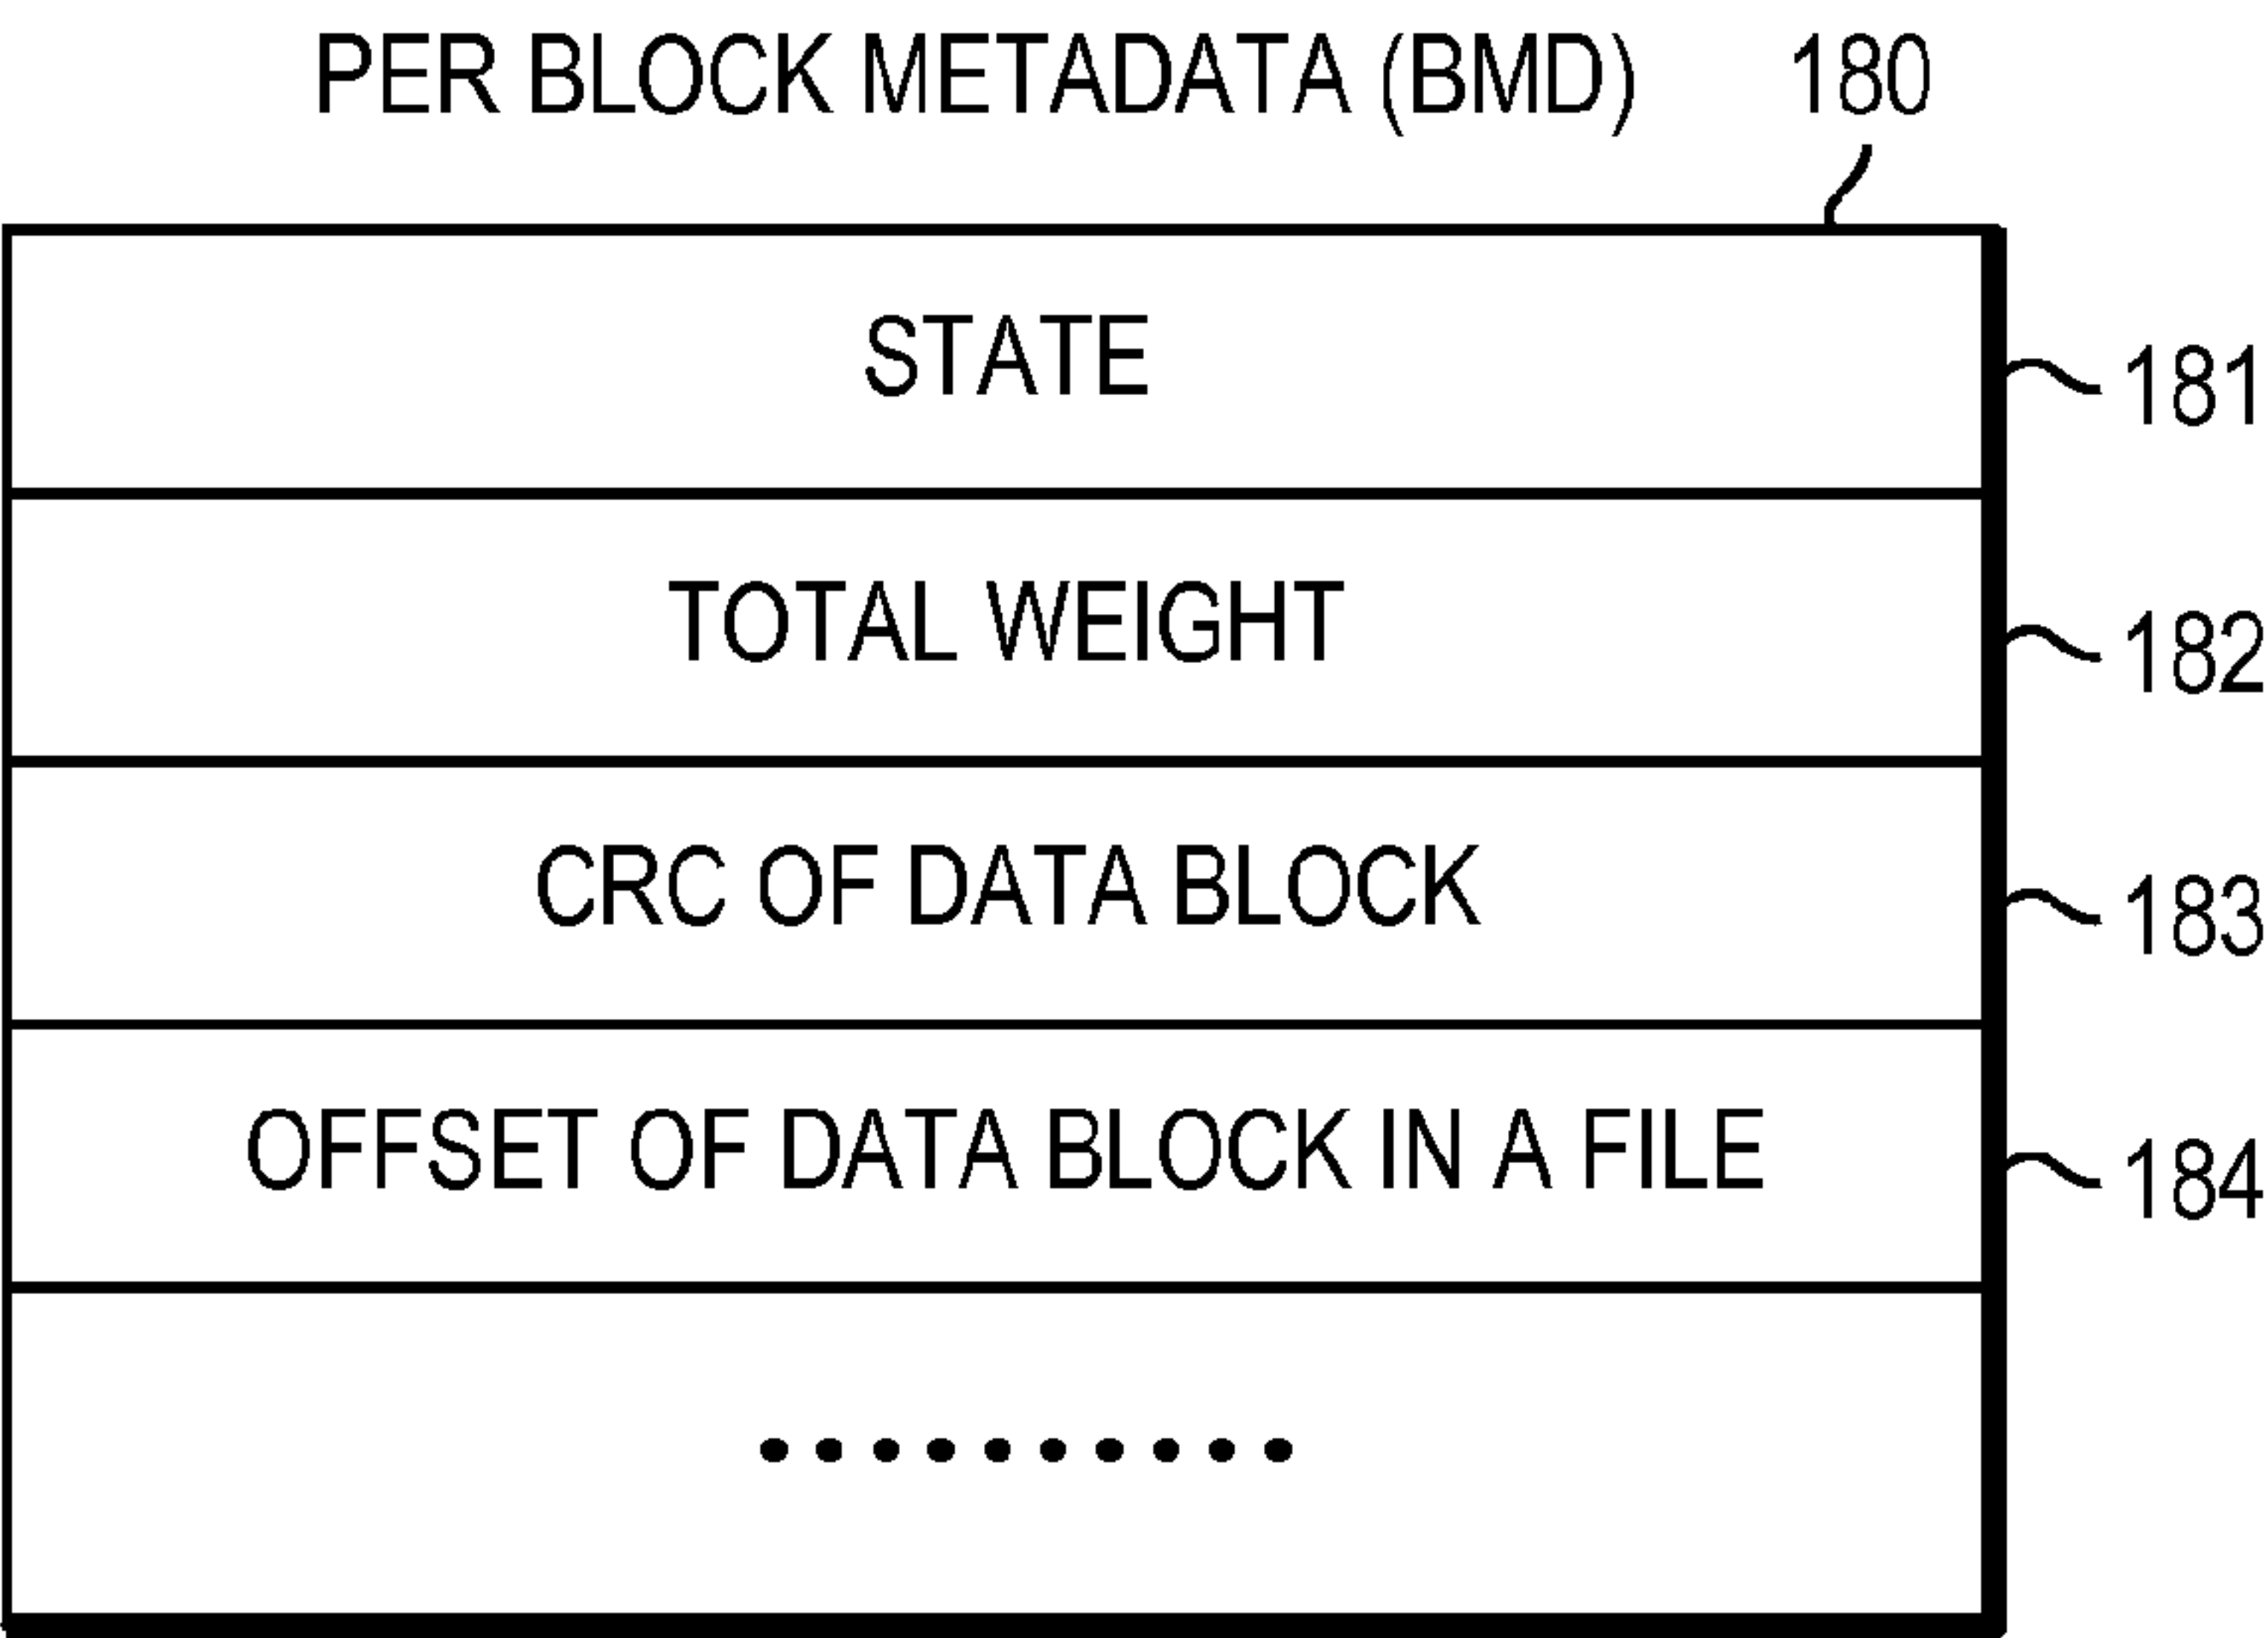 PER BLOCK METADATA (BMD) 180
STATE 181
TOTAL WEIGHT 182
CRC OF DATA BLOCK 183
OFFSET OF DATA BLOCK IN A FILE 184
..........